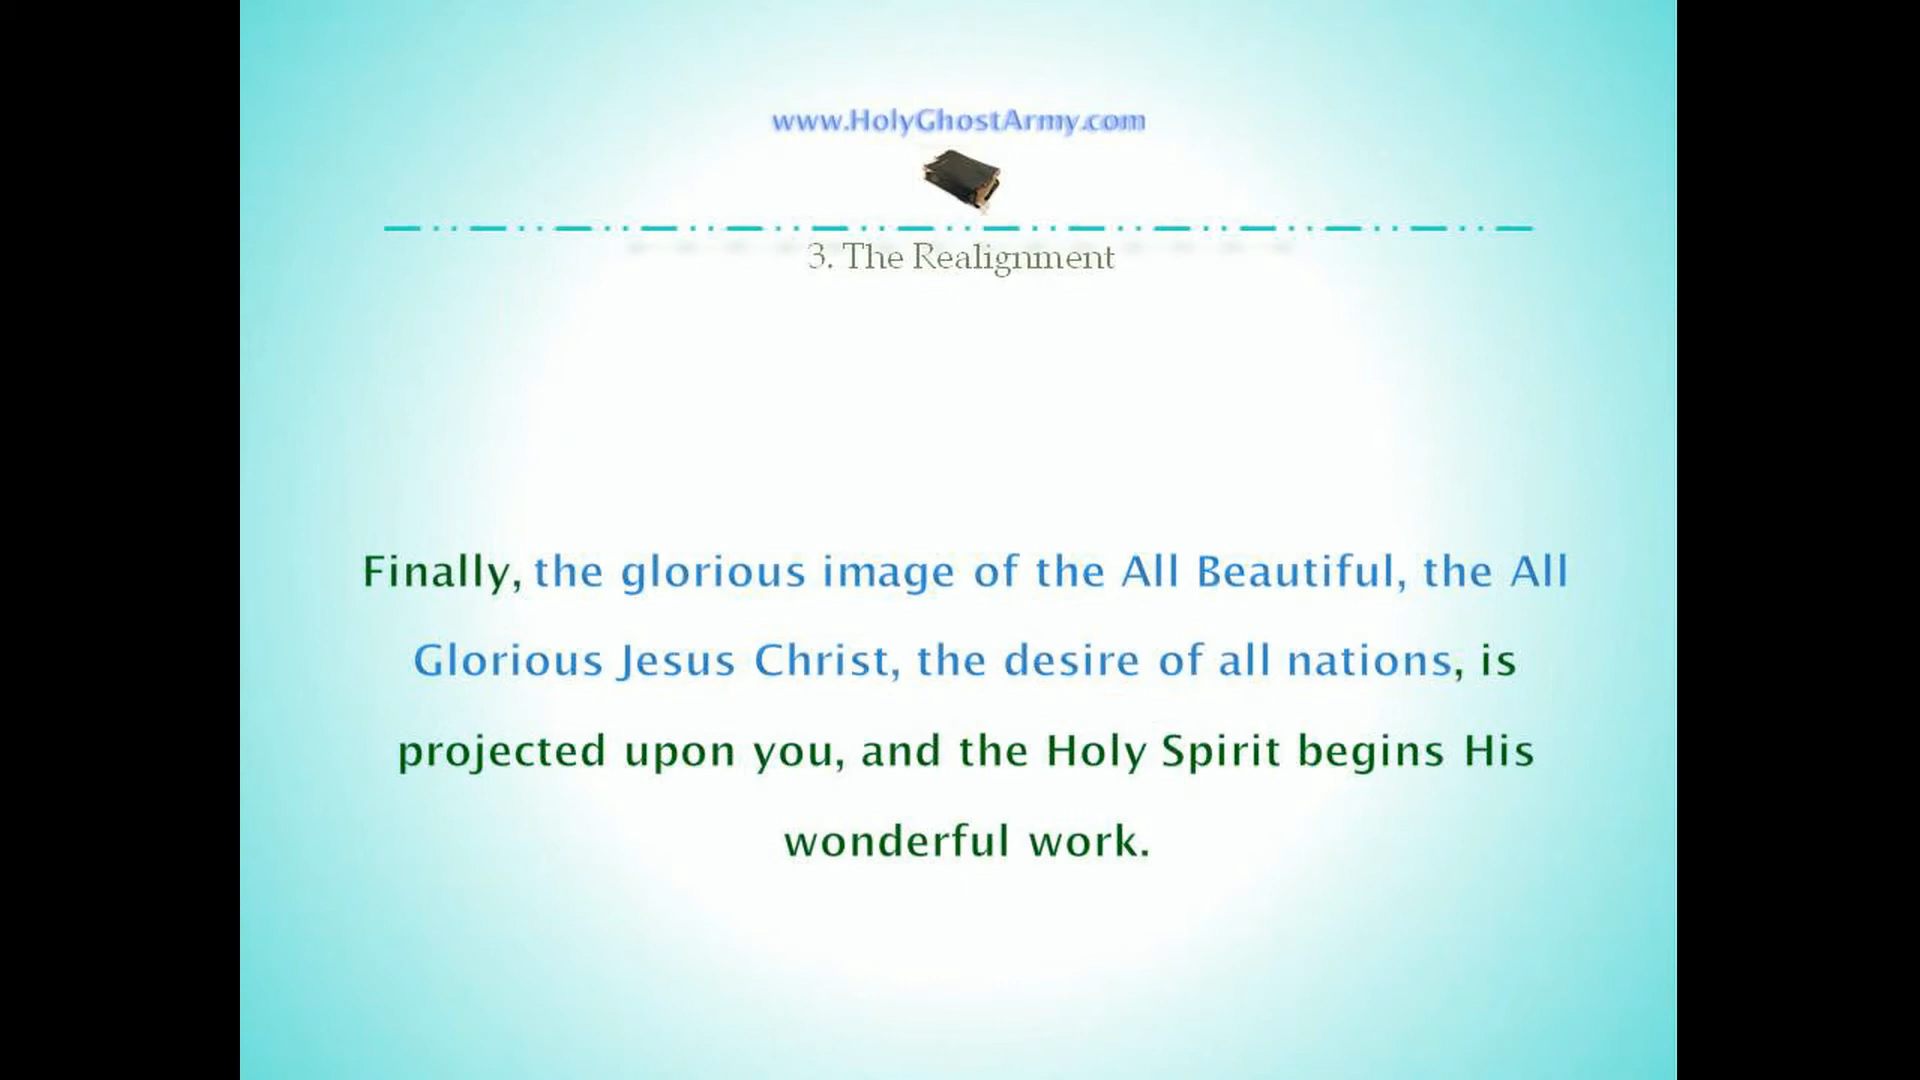 www.HolyGhostArmy.com
3. The Realignment
Finally, the glorious image of the All Beautiful, the All
Glorious Jesus Christ, the desire of all nations, is
projected upon you, and the Holy Spirit begins His
wonderful work.